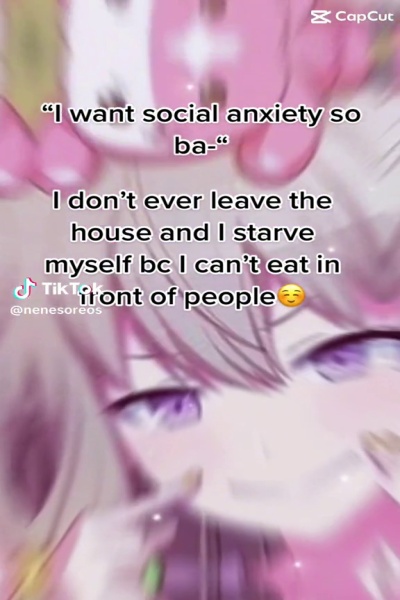 CapCut
“I want social anxiety so
ba-“
I don’t ever leave the
house and I starve
myself bc I can’t eat in
front of people☺️
TikTok
@nenesoreos